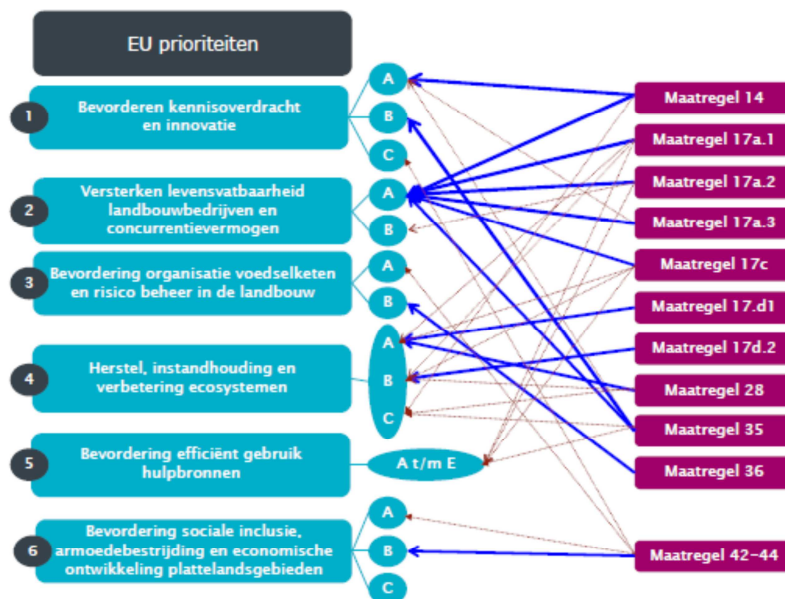 EU prioriteiten
1
Bevorderen kennisoverdracht
en innovatie
A
B
C
2
Versterken levensvatbaarheid
landbouwbedrijven en
concurrentievermogen
A
B
3
Bevordering organisatie voedselketen
en risico beheer in de landbouw
A
B
4
Herstel, instandhouding en
verbetering ecosystemen
A
B
C
5
Bevordering efficiënt gebruik
hulpbronnen
A t/m E
6
Bevordering sociale inclusie,
armoedebestrijding en economische
ontwikkeling plattelandsgebieden
A
B
C
Maatregel 14
Maatregel 17a.1
Maatregel 17a.2
Maatregel 17a.3
Maatregel 17c
Maatregel 17.d1
Maatregel 17d.2
Maatregel 28
Maatregel 35
Maatregel 36
Maatregel 42-44